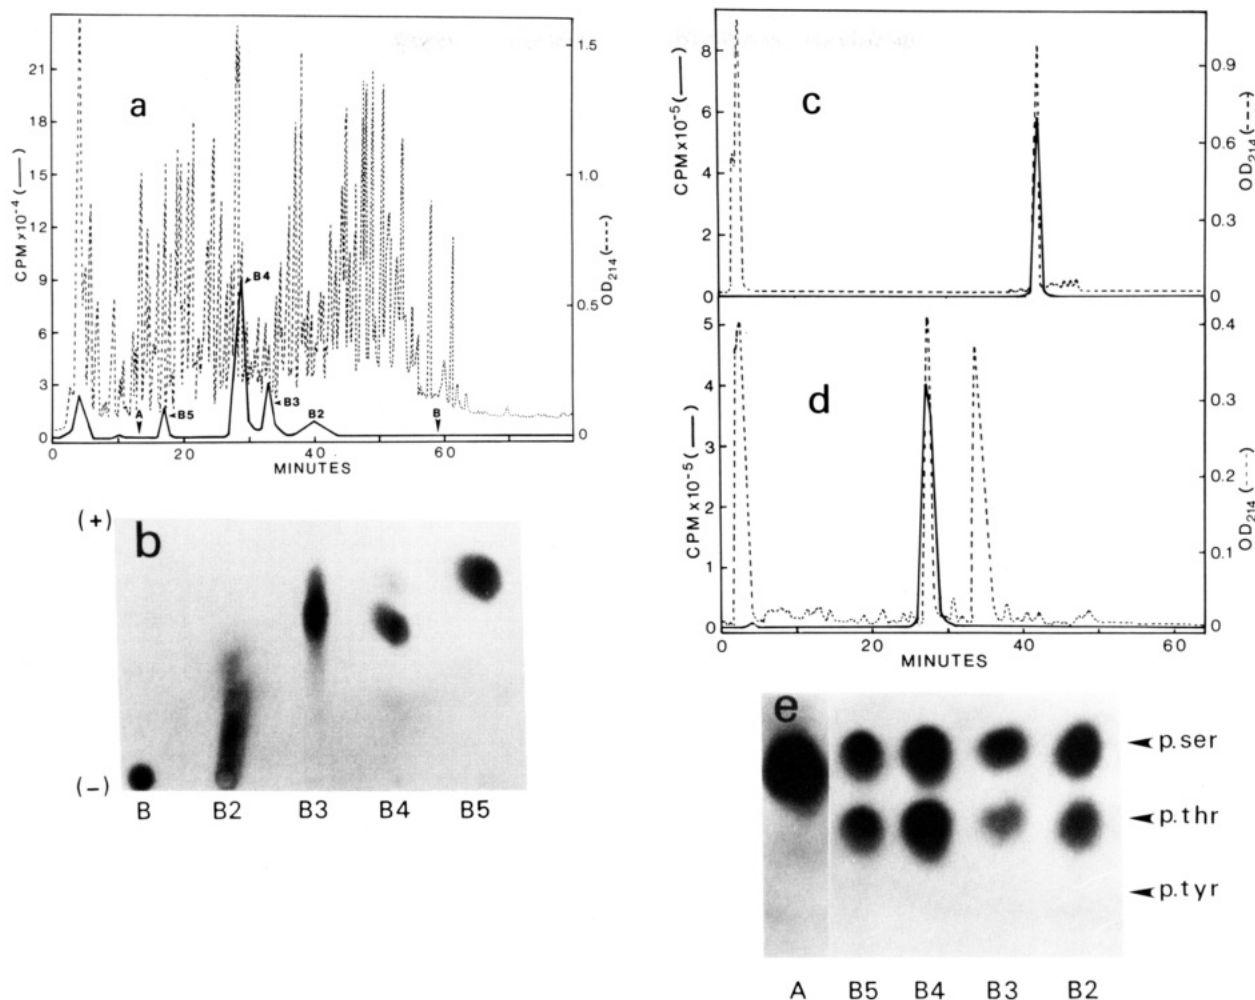 a
CPM x10⁻⁴ (——)
21
18
15
12
9
6
3
0
1.5
1.0
0.5
0
OD₂₁₄(----)
B4
A
B5
B3
B2
B
0
20
40
60
MINUTES
b
(+)
(−)
B B2 B3 B4 B5
c
CPM x10⁻⁵ (——)
8
6
4
2
0
0.9
0.6
0.3
0
OD₂₁₄(---)
d
CPM x10⁻⁵ (——)
5
4
3
2
1
0
0.4
0.3
0.2
0.1
0
OD₂₁₄(----)
0 20 40 60
MINUTES
e
p.ser
p.thr
p.tyr
A B5 B4 B3 B2